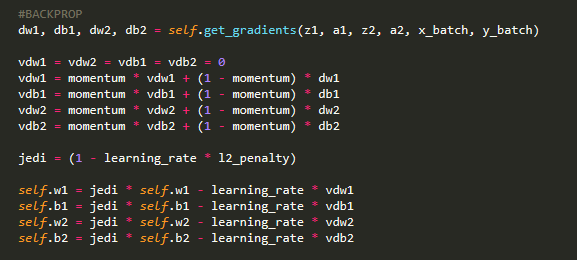 #BACKPROP
dw1, db1, dw2, db2 = self.get_gradients(z1, a1, z2, a2, x_batch, y_batch)
vdw1 = vdw2 = vdb1 = vdb2 = 0
vdw1 = momentum * vdw1 + (1 - momentum) * dw1
vdb1 = momentum * vdb1 + (1 - momentum) * db1
vdw2 = momentum * vdw2 + (1 - momentum) * dw2
vdb2 = momentum * vdb2 + (1 - momentum) * db2
jedi = (1 - learning_rate * l2_penalty)
self.w1 = jedi * self.w1 - learning_rate * vdw1
self.b1 = jedi * self.b1 - learning_rate * vdb1
self.w2 = jedi * self.w2 - learning_rate * vdw2
self.b2 = jedi * self.b2 - learning_rate * vdb2